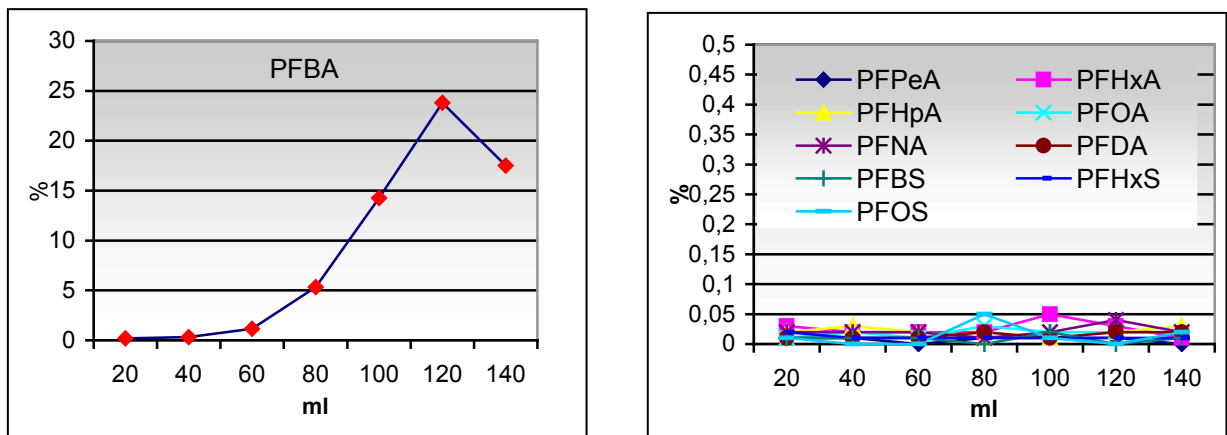 30
PFBA
25
20
15
%
10
5
0
20 40 60 80 100 120 140
ml
0,5
0,45
PFPeA PFHxA
0,4
PFHpA PFOA
0,35
PFNA PFDA
0,3
PFBS PFHxS
0,25
%
PFOS
0,2
0,15
0,1
0,05
0
20 40 60 80 100 120 140
ml